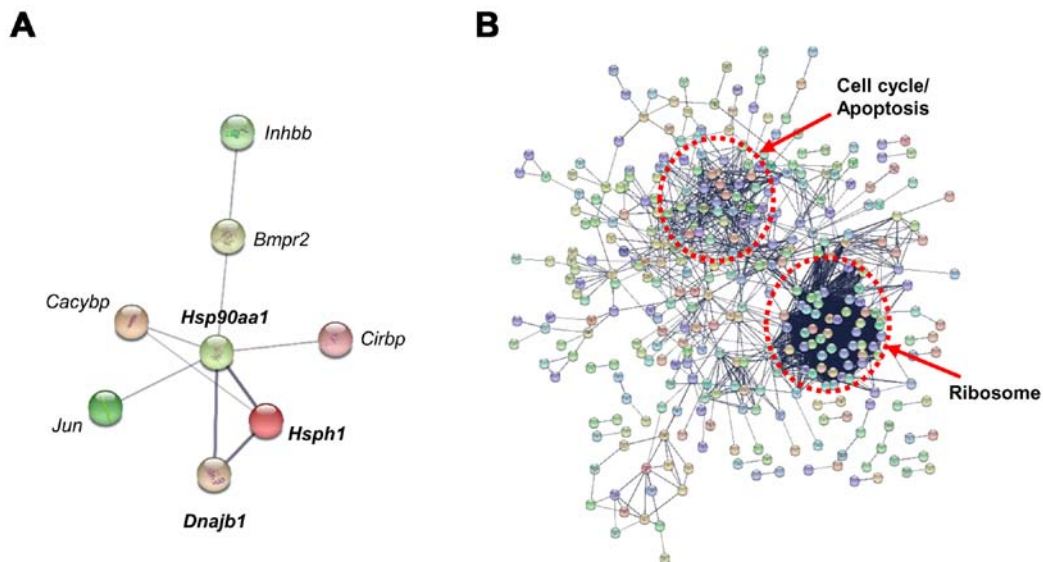 A
B
Inhbb
Bmpr2
Cacybp
Hsp90aa1
Cirbp
Jun
Hsph1
Dnajb1
Cell cycle/
Apoptosis
Ribosome